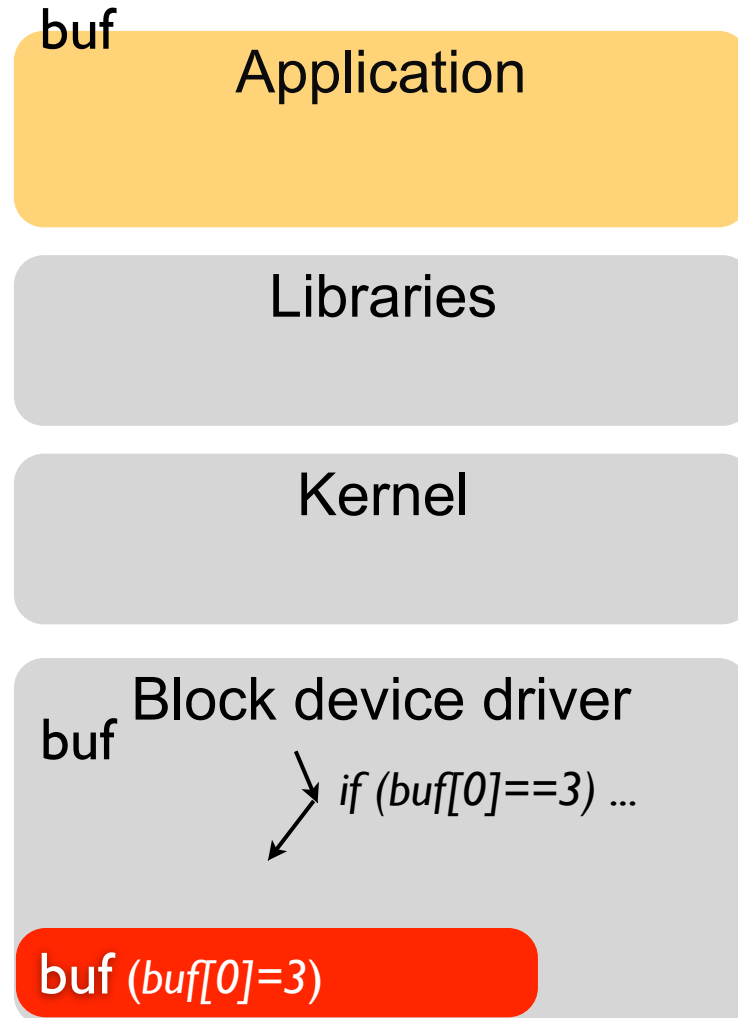 buf
Application
Libraries
Kernel
Block device driver
buf
if (buf[0]==3) ...
buf (buf[0]=3)